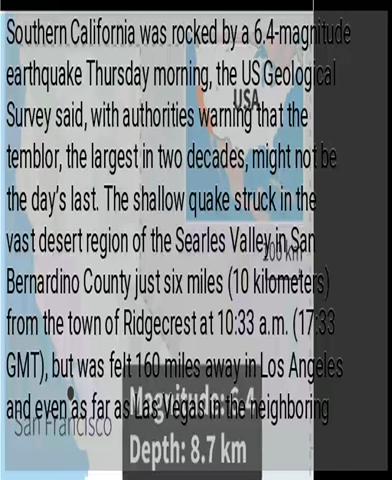 Southern California was rocked by a 6.4-magnitude
earthquake Thursday morning, the US Geological
Survey said, with authorities warning that the
temblor, the largest in two decades, might not be
the day's last. The shallow quake struck in the
vast desert region of the Searles Valley in San
Bernardino County just six miles (10 kilometers)
from the town of Ridgecrest at 10:33 a.m. (17:33
GMT), but was felt 160 miles away in Los Angeles
and even as far as Las Vegas in the neighboring
USA
200 km
San Francisco
Magnitude: 6.4
Depth: 8.7 km